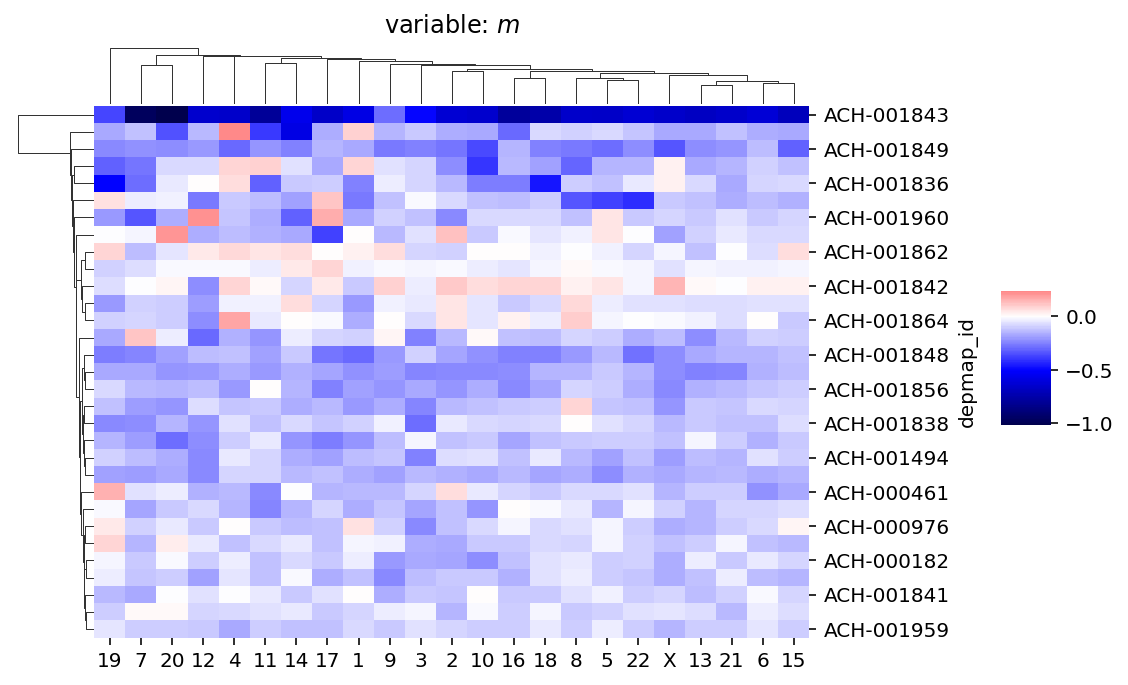 variable: m
ACH-001843
ACH-001849
ACH-001836
ACH-001960
ACH-001862
ACH-001842
ACH-001864
ACH-001848
ACH-001856
ACH-001838
ACH-001494
ACH-000461
ACH-000976
ACH-000182
ACH-001841
ACH-001959
depmap_id
0.0
−0.5
−1.0
19 7 20 12 4 11 14 17 1 9 3 2 10 16 18 8 5 22 X 13 21 6 15